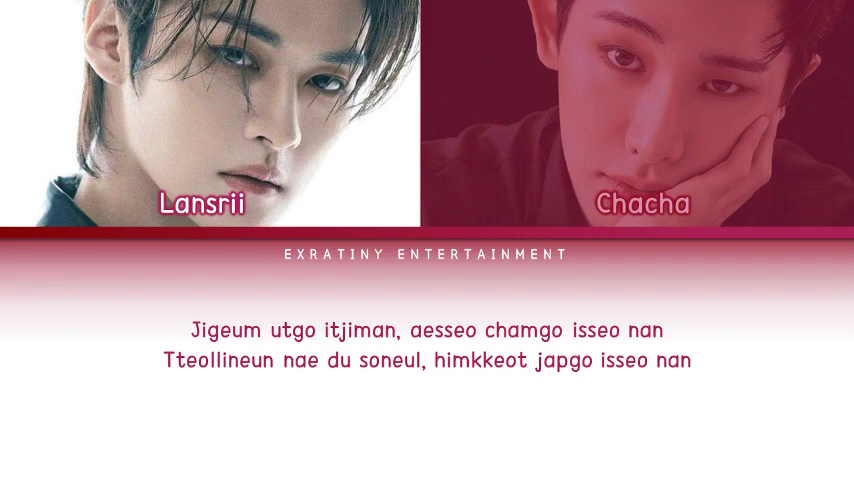 Lansrii
Chacha
EXRATINY ENTERTAINMENT
Jigeum utgo itjiman, aesseo chamgo isseo nan
Tteollineun nae du soneul, himkkeot japgo isseo nan